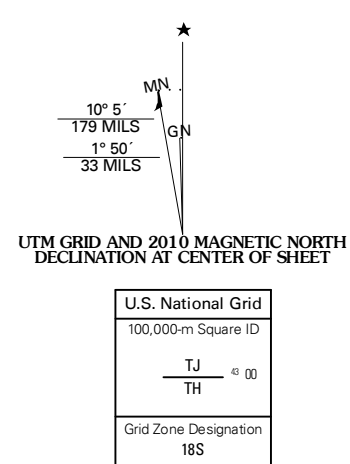 ★
MN
GN
10° 5´
179 MILS
1° 50´
33 MILS
UTM GRID AND 2010 MAGNETIC NORTH
DECLINATION AT CENTER OF SHEET
U.S. National Grid
100,000-m Square ID
TJ
43 00
TH
Grid Zone Designation
18S